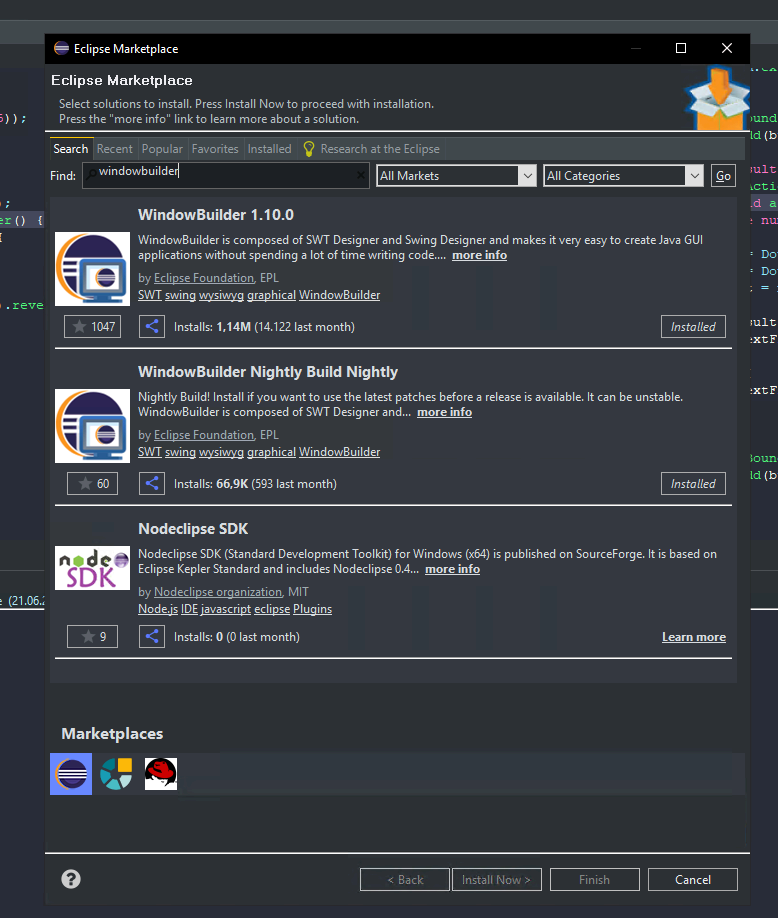 Eclipse Marketplace
Eclipse Marketplace
Select solutions to install. Press Install Now to proceed with installation.
Press the "more info" link to learn more about a solution.
Search Recent Popular Favorites Installed Research at the Eclipse
Find: windowbuilder All Markets All Categories Go
WindowBuilder 1.10.0
WindowBuilder is composed of SWT Designer and Swing Designer and makes it very easy to create Java GUI
applications without spending a lot of time writing code.... more info
by Eclipse Foundation, EPL
SWT swing wysiwyg graphical WindowBuilder
1047 Installs: 1,14M (14.122 last month) Installed
WindowBuilder Nightly Build Nightly
Nightly Build! Install if you want to use the latest patches before a release is available. It can be unstable.
WindowBuilder is composed of SWT Designer and... more info
by Eclipse Foundation, EPL
SWT swing wysiwyg graphical WindowBuilder
60 Installs: 66,9K (593 last month) Installed
node SDK
Nodeclipse SDK
Nodeclipse SDK (Standard Development Toolkit) for Windows (x64) is published on SourceForge. It is based on
Eclipse Kepler Standard and includes Nodeclipse 0.4... more info
by Nodeclipse organization, MIT
Node.js IDE javascript eclipse Plugins
9 Installs: 0 (0 last month) Learn more
Marketplaces
? < Back Install Now > Finish Cancel
));
;
er() {
.reve
(21.06.2